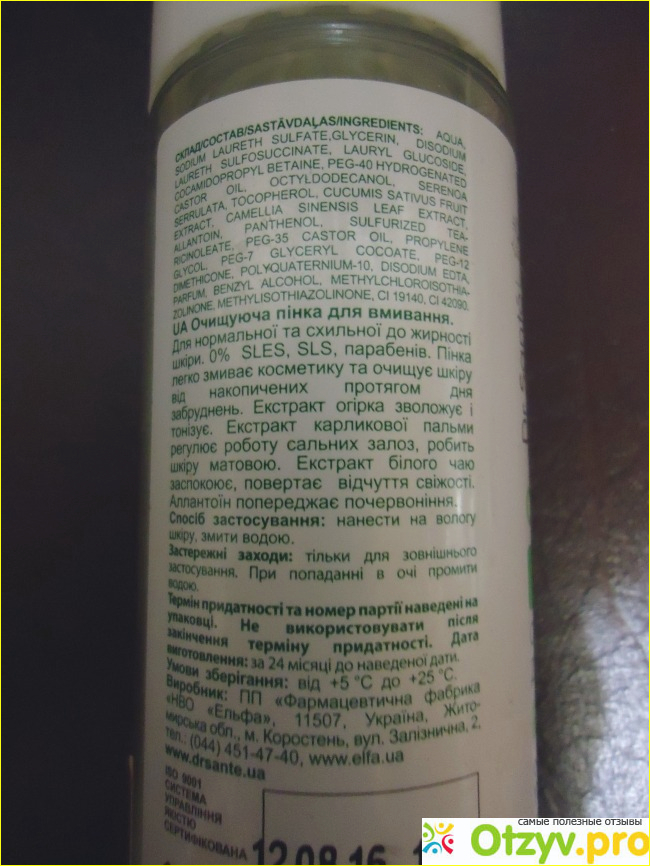 СКЛАД/СОСТАВ/SASTĀVDAĻAS/INGREDIENTS: AQUA,
SODIUM LAURETH SULFATE,GLYCERIN, DISODIUM
LAURETH SULFOSUCCINATE, LAURYL GLUCOSIDE,
COCAMIDOPROPYL BETAINE, PEG-40 HYDROGENATED
CASTOR OIL, OCTYLDODECANOL, SERENOA
SERRULATA, TOCOPHEROL, CUCUMIS SATIVUS FRUIT
EXTRACT, CAMELLIA SINENSIS LEAF EXTRACT,
ALLANTOIN, PANTHENOL, SULFURIZED TEA-
RICINOLEATE, PEG-35 CASTOR OIL, PROPYLENE
GLYCOL, PEG-7 GLYCERYL COCOATE, PEG-12
DIMETHICONE, POLYQUATERNIUM-10, DISODIUM EDTA,
PARFUM, BENZYL ALCOHOL, METHYLCHLOROISOTHIA-
ZOLINONE, METHYLISOTHIAZOLINONE, CI 19140, CI 42090.
UA Очищуюча пінка для вмивання.
Для нормальної та схильної до жирності
шкіри. 0% SLES, SLS, парабенів. Пінка
легко змиває косметику та очищує шкіру
від накопичених протягом дня
забруднень. Екстракт огірка зволожує і
тонізує. Екстракт карликової пальми
регулює роботу сальних залоз, робить
шкіру матовою. Екстракт білого чаю
заспокоює, повертає відчуття свіжості.
Аллантоїн попереджає почервоніння.
Спосіб застосування: нанести на вологу
шкіру, змити водою.
Застережні заходи: тільки для зовнішнього
застосування. При попаданні в очі промити
водою.
Термін придатності та номер партії наведені на
упаковці. Не використовувати після
закінчення терміну придатності. Дата
виготовлення: за 24 місяці до наведеної дати.
Умови зберігання: від +5 °С до +25 °С.
Виробник: ПП «Фармацевтична фабрика
«НВО «Ельфа», 11507, Україна, Жито-
мирська обл., м. Коростень, вул. Залізнична, 2,
тел.: (044) 451-47-40, www.elfa.ua
www.drsante.ua
ISO 9001
СИСТЕМА
УПРАВЛІННЯ
ЯКІСТЮ
СЕРТИФІКОВАНА
12.08.16
самые полезные отзывы
Otzyv.pro